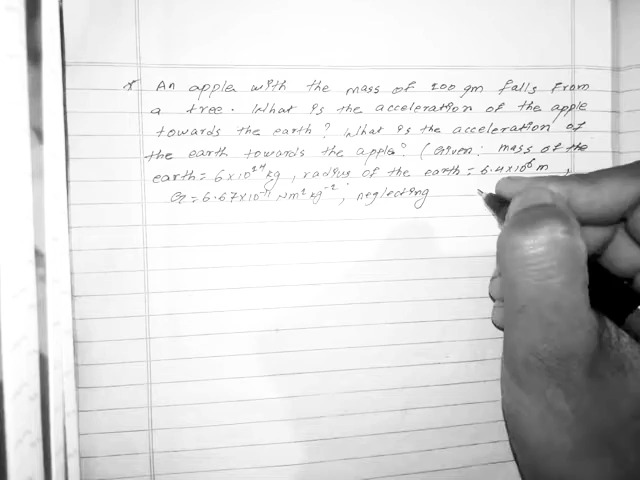 * An apple with the mass of 100 gm falls from
a tree. What is the acceleration of the apple
towards the earth? What is the acceleration of
the earth towards the apple? (Given: mass of the
earth = 6 x 10²⁴ kg, radius of the earth = 6.4 x 10⁶ m,
G = 6.67 x 10⁻¹¹ Nm² kg⁻², neglecting